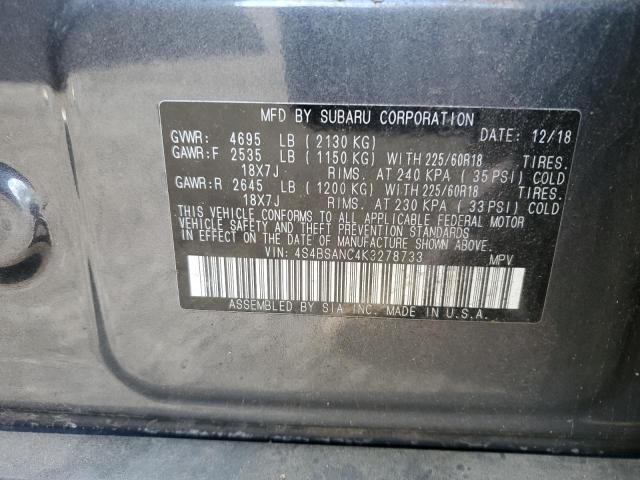 MFD BY SUBARU CORPORATION
GVWR: 4695 LB ( 2130 KG) DATE: 12/18
GAWR:F 2535 LB ( 1150 KG) WITH 225/60R18 TIRES.
18X7J RIMS. AT 240 KPA ( 35 PSI) COLD
GAWR:R 2645 LB ( 1200 KG) WITH 225/60R18 TIRES.
18X7J RIMS. AT 230 KPA ( 33 PSI) COLD
THIS VEHICLE CONFORMS TO ALL APPLICABLE FEDERAL MOTOR
VEHICLE SAFETY AND THEFT PREVENTION STANDARDS
IN EFFECT ON THE DATE OF MANUFACTURE SHOWN ABOVE.
VIN: 4S4BSANC4K3278733 MPV
ASSEMBLED BY SIA INC. MADE IN U.S.A.